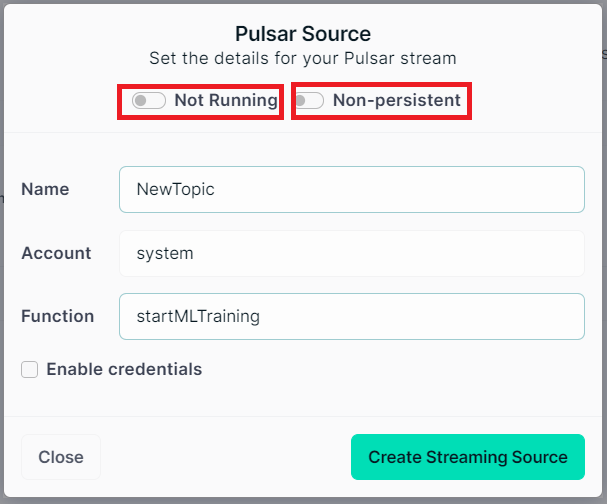 Pulsar Source
Set the details for your Pulsar stream
Not Running Non-persistent
Name NewTopic
Account system
Function startMLTraining
Enable credentials
Close Create Streaming Source